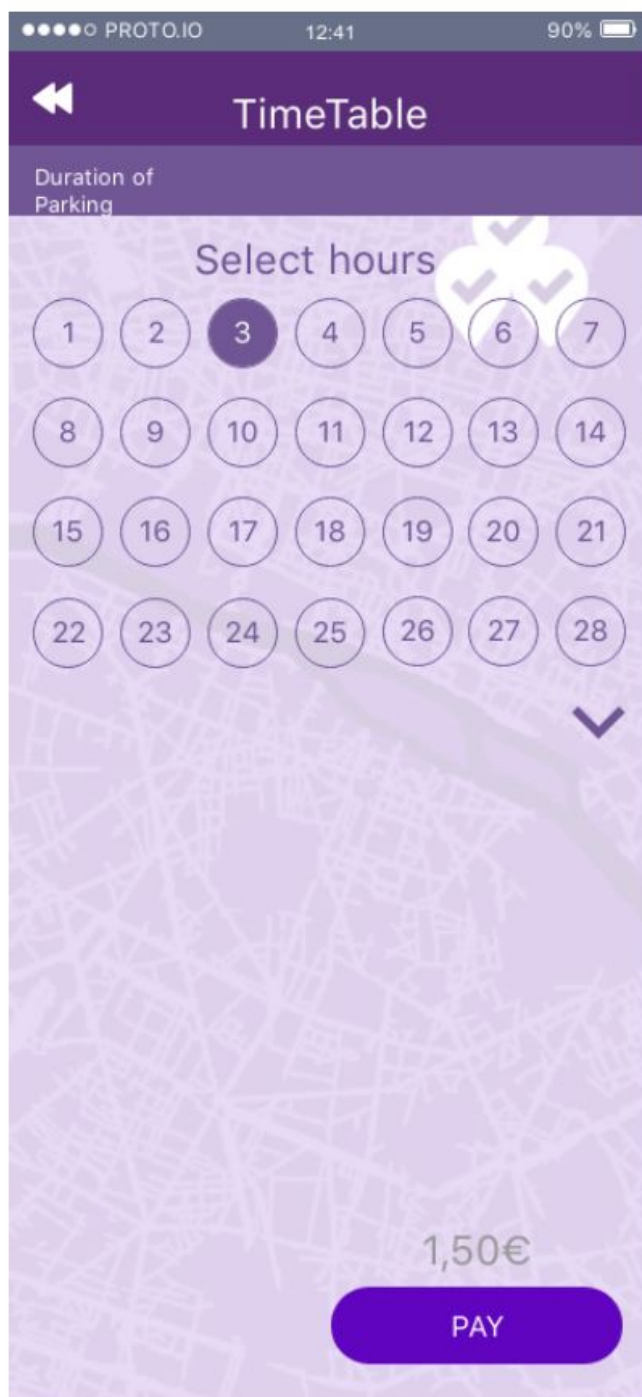 PROTO.IO 12:41 90%
TimeTable
Duration of
Parking
Select hours
1 2 3 4 5 6 7
8 9 10 11 12 13 14
15 16 17 18 19 20 21
22 23 24 25 26 27 28
1,50€
PAY